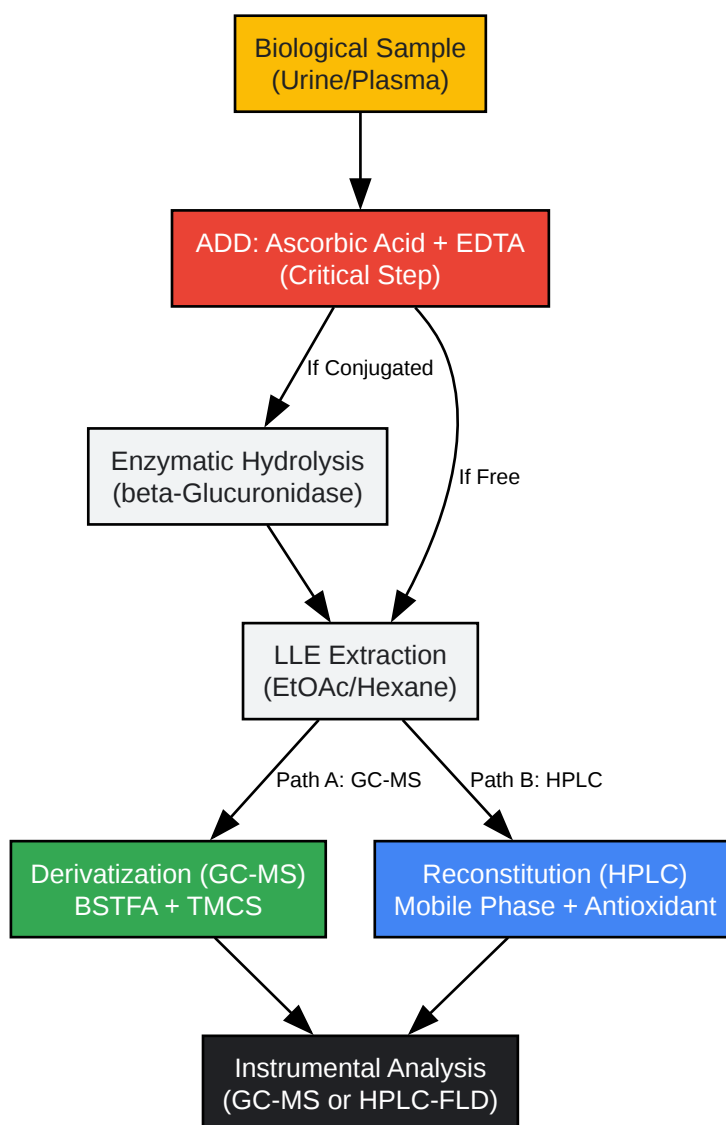 Biological Sample
(Urine/Plasma)
ADD: Ascorbic Acid + EDTA
(Critical Step)
If Conjugated
Enzymatic Hydrolysis
(beta-Glucuronidase)
If Free
LLE Extraction
(EtOAc/Hexane)
Path A: GC-MS
Path B: HPLC
Derivatization (GC-MS)
BSTFA + TMCS
Reconstitution (HPLC)
Mobile Phase + Antioxidant
Instrumental Analysis
(GC-MS or HPLC-FLD)